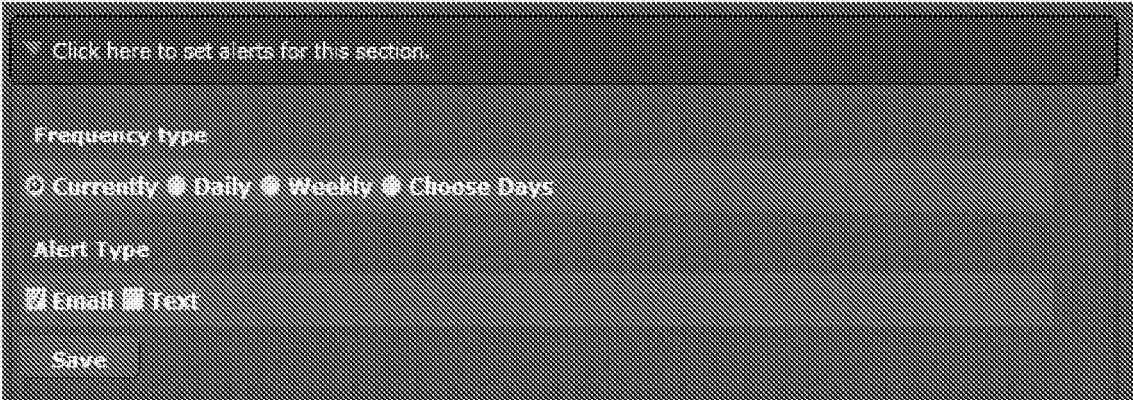 Click here to set alerts for this section.
Frequency type
Currently Daily Weekly Choose Days
Alert Type
Email Text
Save